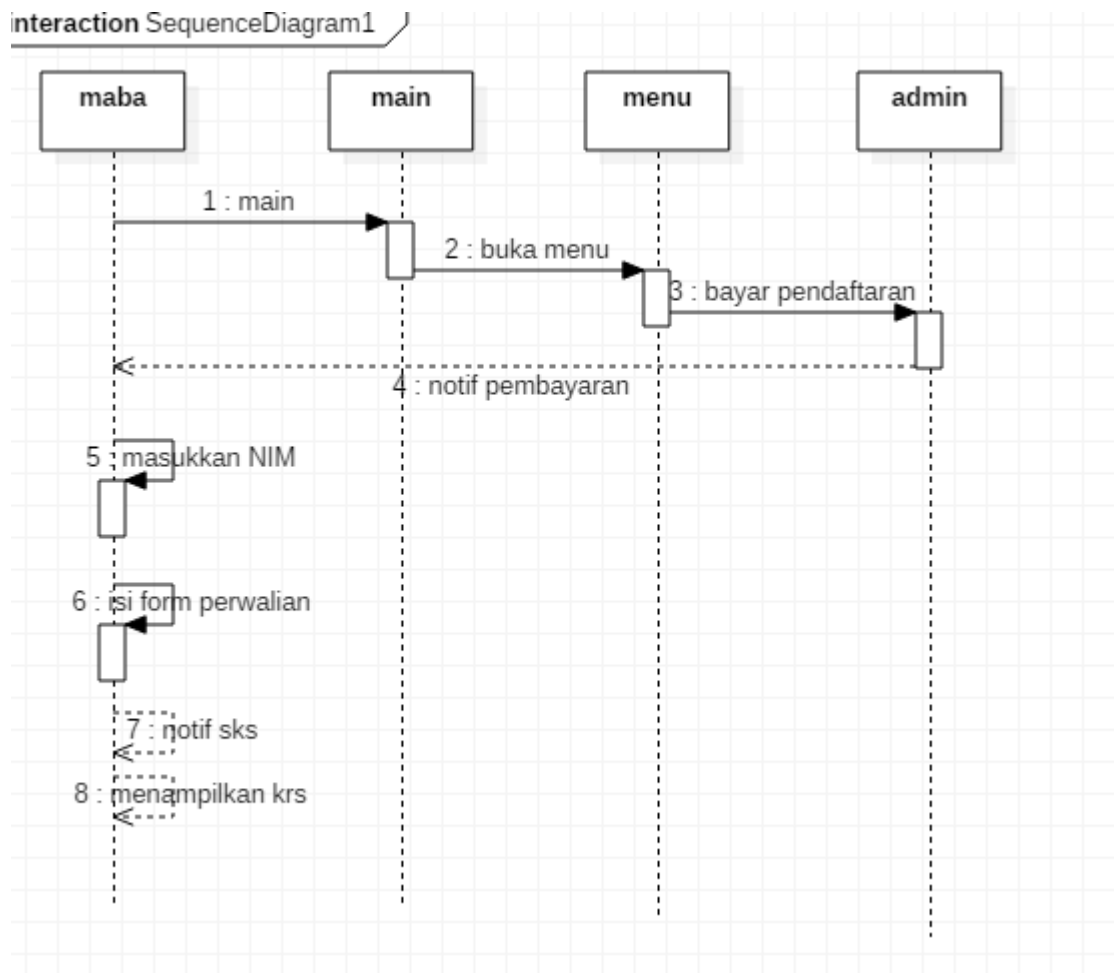 interaction SequenceDiagram1
maba
main
menu
admin
1 : main
2 : buka menu
3 : bayar pendaftaran
4 : notif pembayaran
5 : masukkan NIM
6 : isi form perwalian
7 : notif sks
8 : menampilkan krs